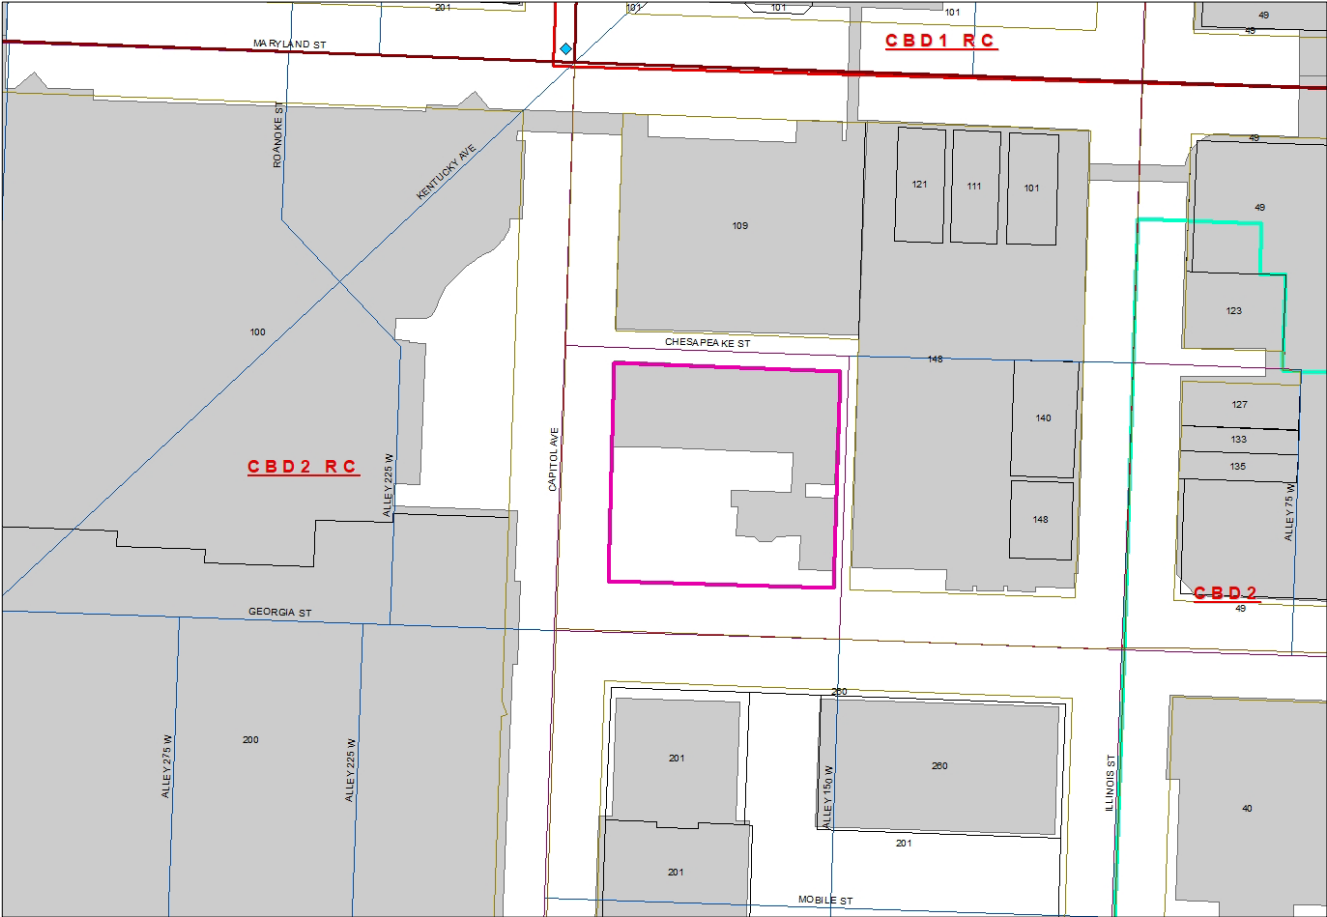 201
101
101
101
49
49
MARYLAND ST
CBD1 RC
ROANOKE ST
KENTUCKY AVE
49
121
111
101
49
109
123
100
CHESAPEAKE ST
148
127
140
133
135
CAPITOL AVE
CBD2 RC
ALLEY 225 W
ALLEY 75 W
148
CBD2
49
GEORGIA ST
260
200
ALLEY 275 W
ALLEY 225 W
201
260
ALLEY 150 W
ILLINOIS ST
40
201
201
MOBILE ST